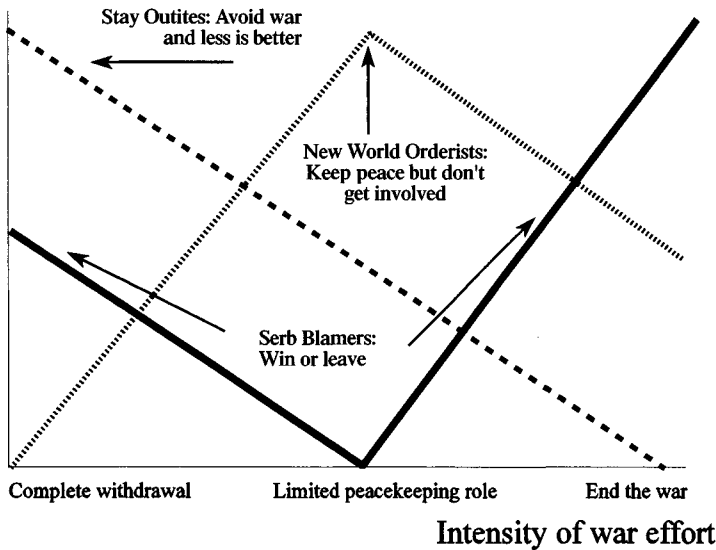 Stay Outites: Avoid war
and less is better
New World Orderists:
Keep peace but don't
get involved
Serb Blamers:
Win or leave
Complete withdrawal
Limited peacekeeping role
End the war
Intensity of war effort